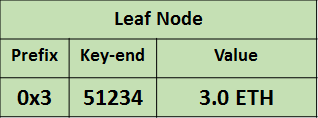 Leaf Node
Prefix Key-end Value
0x3 51234 3.0 ETH